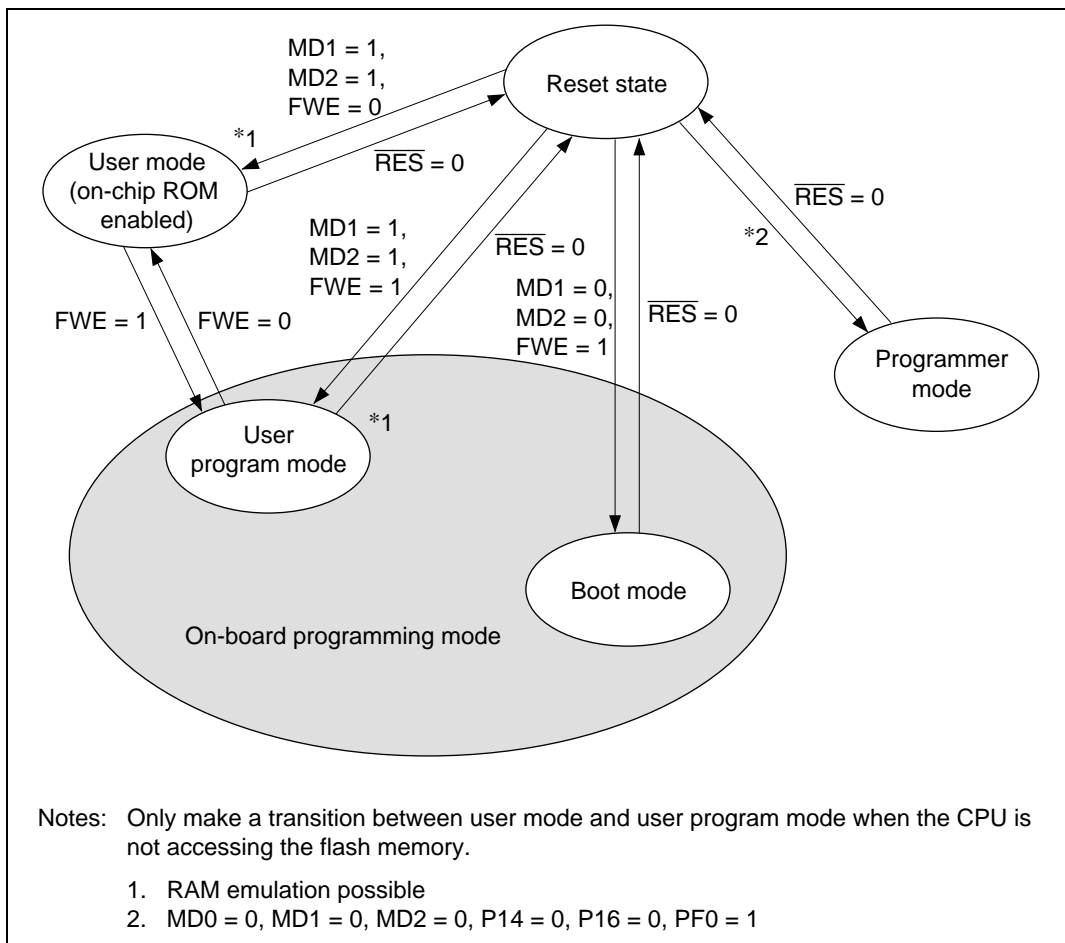 MD1 = 1,
MD2 = 1,
FWE = 0
Reset state
*1
User mode
(on-chip ROM
enabled)
RES = 0
RES = 0
*2
MD1 = 1,
MD2 = 1,
FWE = 1
RES = 0
MD1 = 0,
MD2 = 0,
FWE = 1
RES = 0
FWE = 1
FWE = 0
Programmer
mode
*1
User
program mode
Boot mode
On-board programming mode
Notes: Only make a transition between user mode and user program mode when the CPU is
not accessing the flash memory.
1. RAM emulation possible
2. MD0 = 0, MD1 = 0, MD2 = 0, P14 = 0, P16 = 0, PF0 = 1